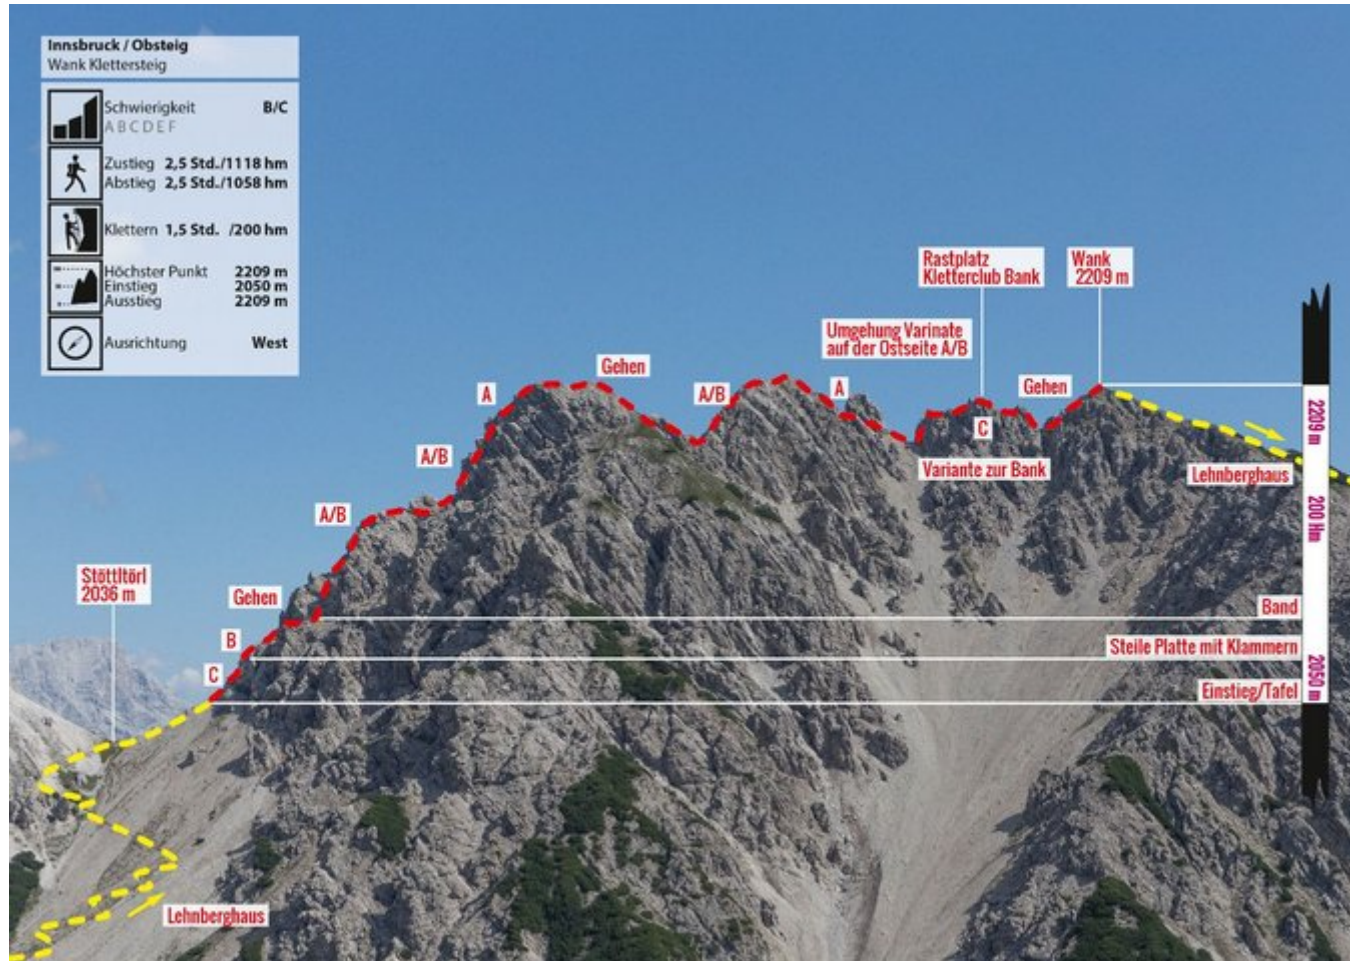 Innsbruck / Obsteig
Wank Klettersteig
Schwierigkeit B/C
A B C D E F
Zustieg 2,5 Std./1118 hm
Abstieg 2,5 Std./1058 hm
Klettern 1,5 Std. /200 hm
Höchster Punkt 2209 m
Einstieg 2050 m
Ausstieg 2209 m
Ausrichtung West
Rastplatz
Kletterclub Bank
Wank
2209 m
Umgehung Varinate
auf der Ostseite A/B
Gehen
A
A/B
A
Gehen
C
A/B
Variante zur Bank
Lehnberghaus
A/B
Stöttltörl
2036 m
Gehen
B
C
Band
Steile Platte mit Klammern
Einstieg/Tafel
2209 m
200 Hm
2050 m
Lehnberghaus